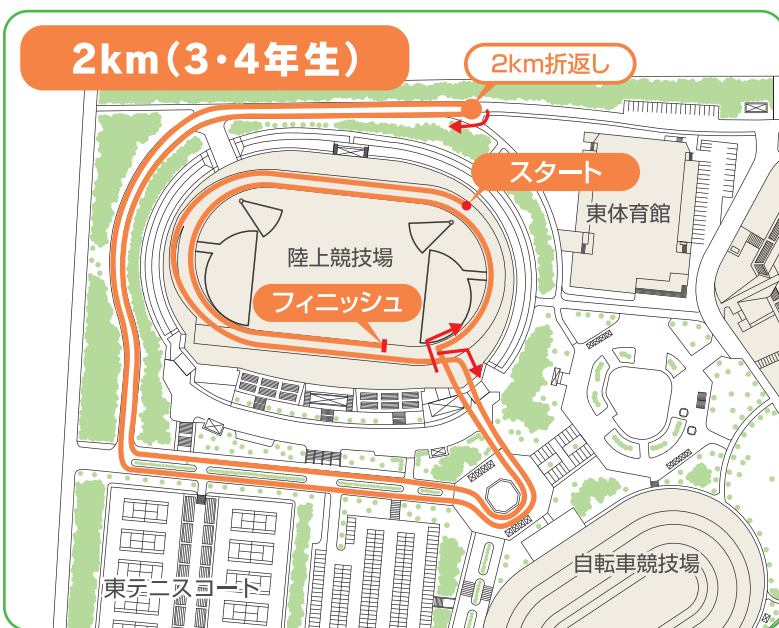 2km(3・4年生)
2km折返し
スタート
東体育館
陸上競技場
フィニッシュ
自転車競技場
東テニスコート